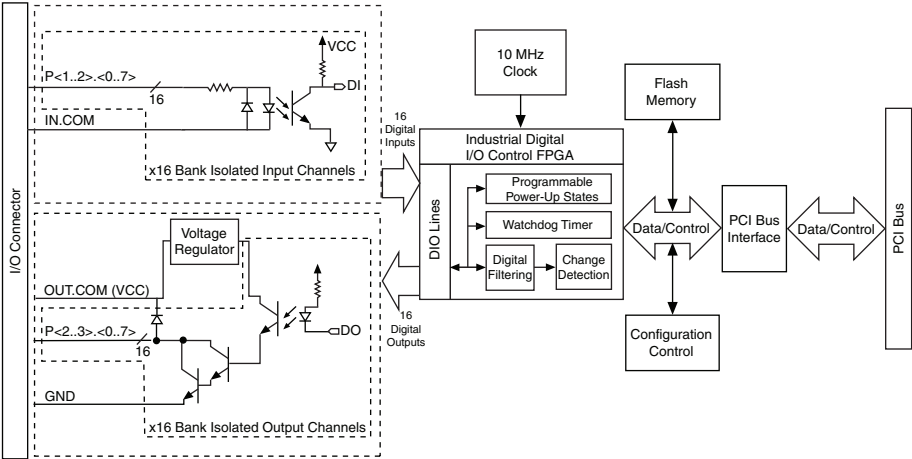 I/O Connector
P<1..2>.<0..7>
16
IN.COM
VCC
DI
x16 Bank Isolated Input Channels
Voltage
Regulator
OUT.COM (VCC)
P<2..3>.<0..7>
16
GND
DO
x16 Bank Isolated Output Channels
16
Digital
Inputs
16
Digital
Outputs
10 MHz
Clock
Industrial Digital
I/O Control FPGA
DIO Lines
Programmable
Power-Up States
Watchdog Timer
Digital
Filtering
Change
Detection
Flash
Memory
Data/Control
Configuration
Control
PCI Bus
Interface
Data/Control
PCI Bus